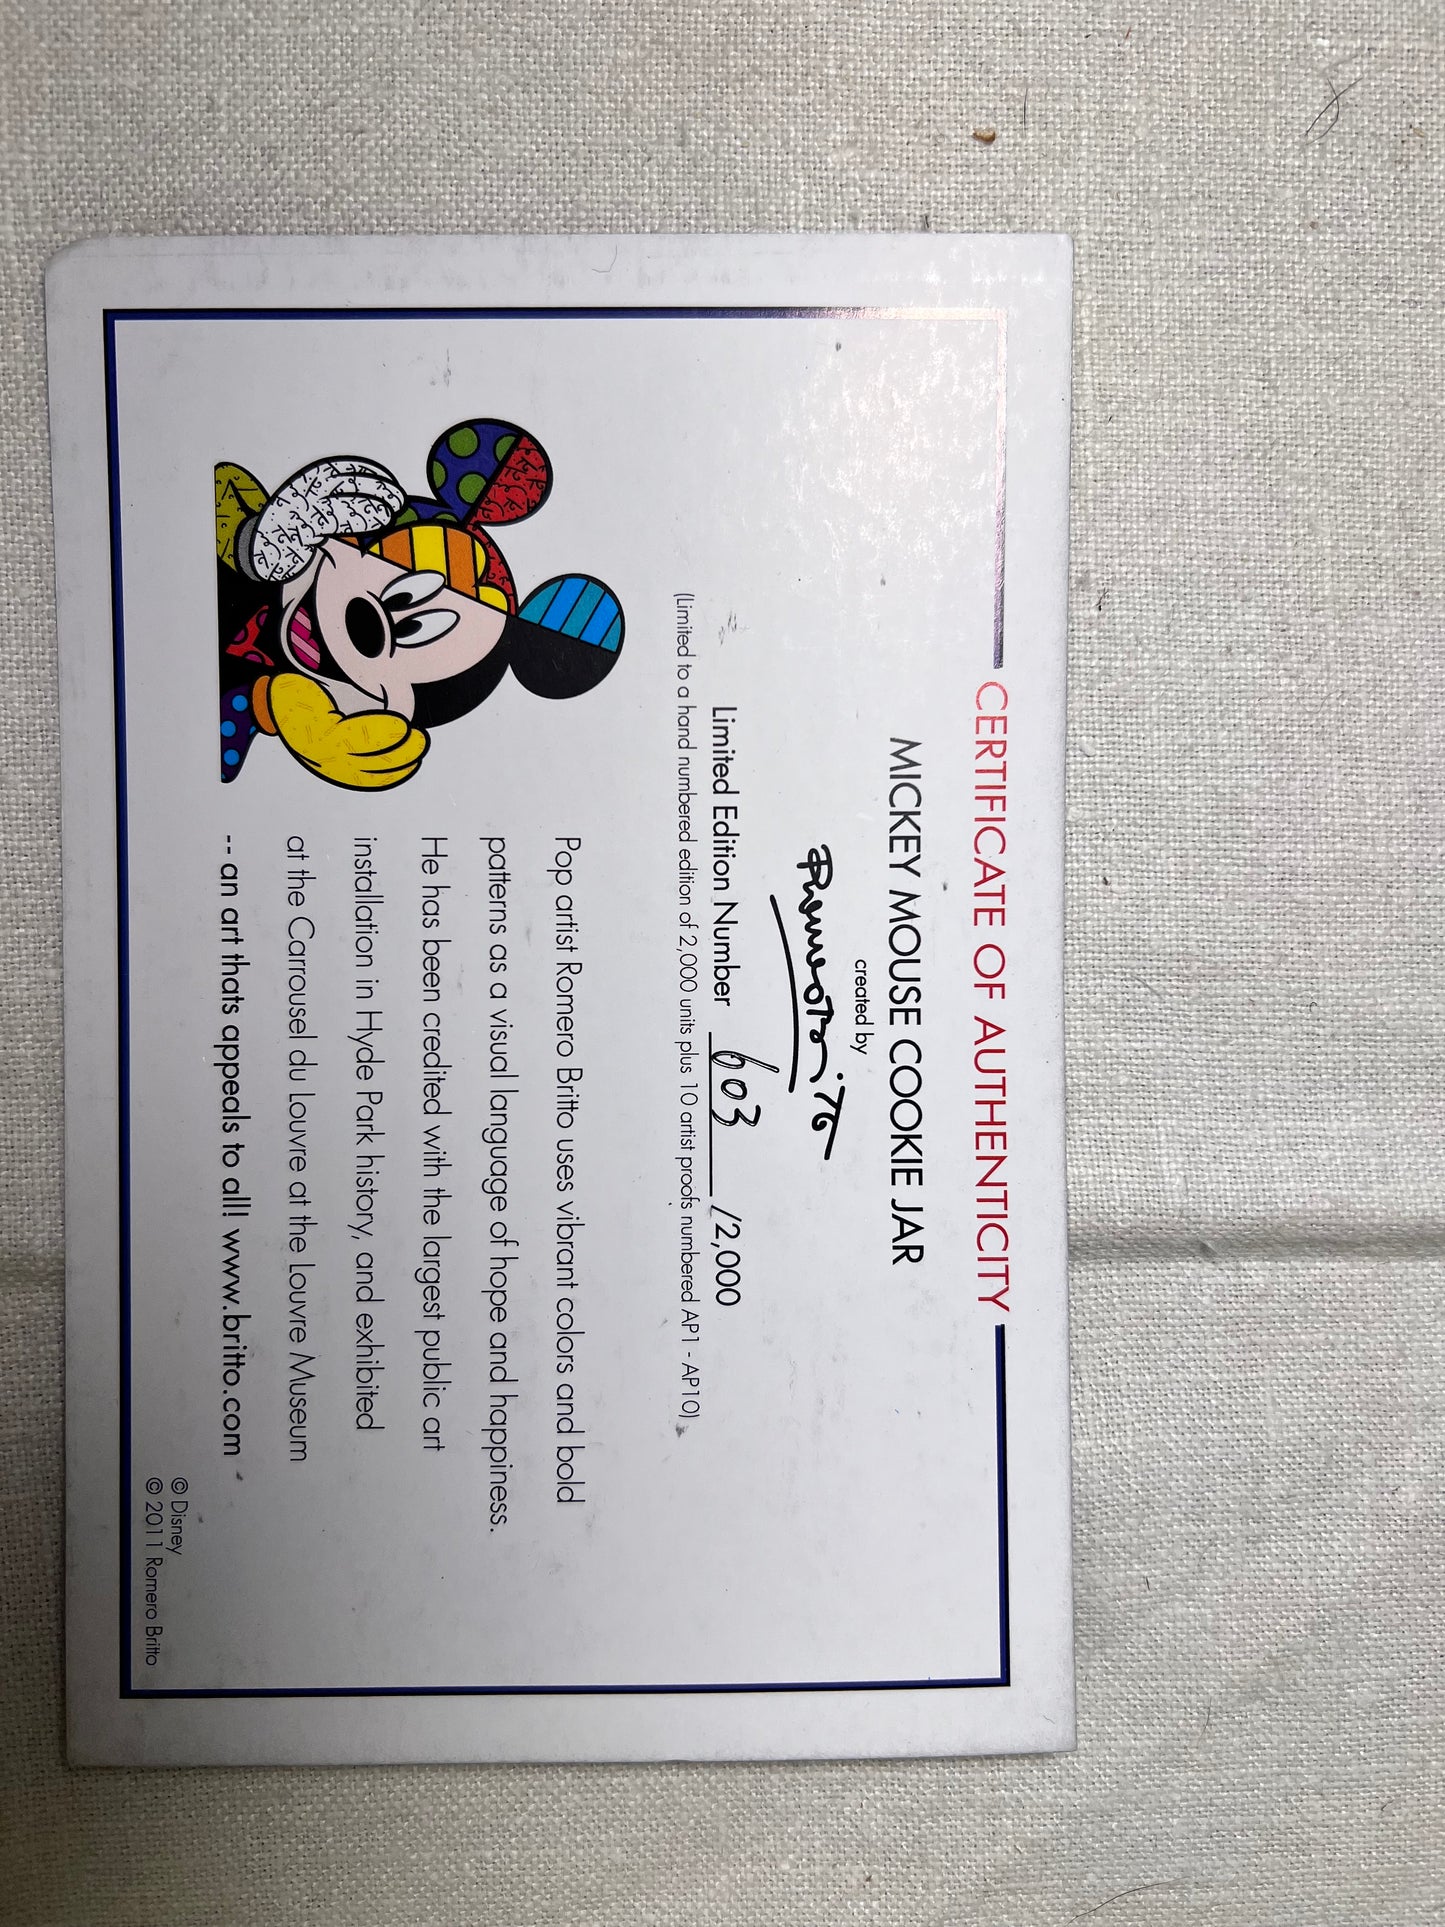 CERTIFICATE OF AUTHENTICITY
MICKEY MOUSE COOKIE JAR
created by
Limited Edition Number 603 /2,000
(Limited to a hand numbered edition of 2,000 units plus 10 artist proofs numbered AP1 - AP10)
Pop artist Romero Britto uses vibrant colors and bold
patterns as a visual language of hope and happiness.
He has been credited with the largest public art
installation in Hyde Park history, and exhibited
at the Carrousel du Louvre at the Louvre Museum
-- an art thats appeals to all! www.britto.com
© Disney
© 2011 Romero Britto